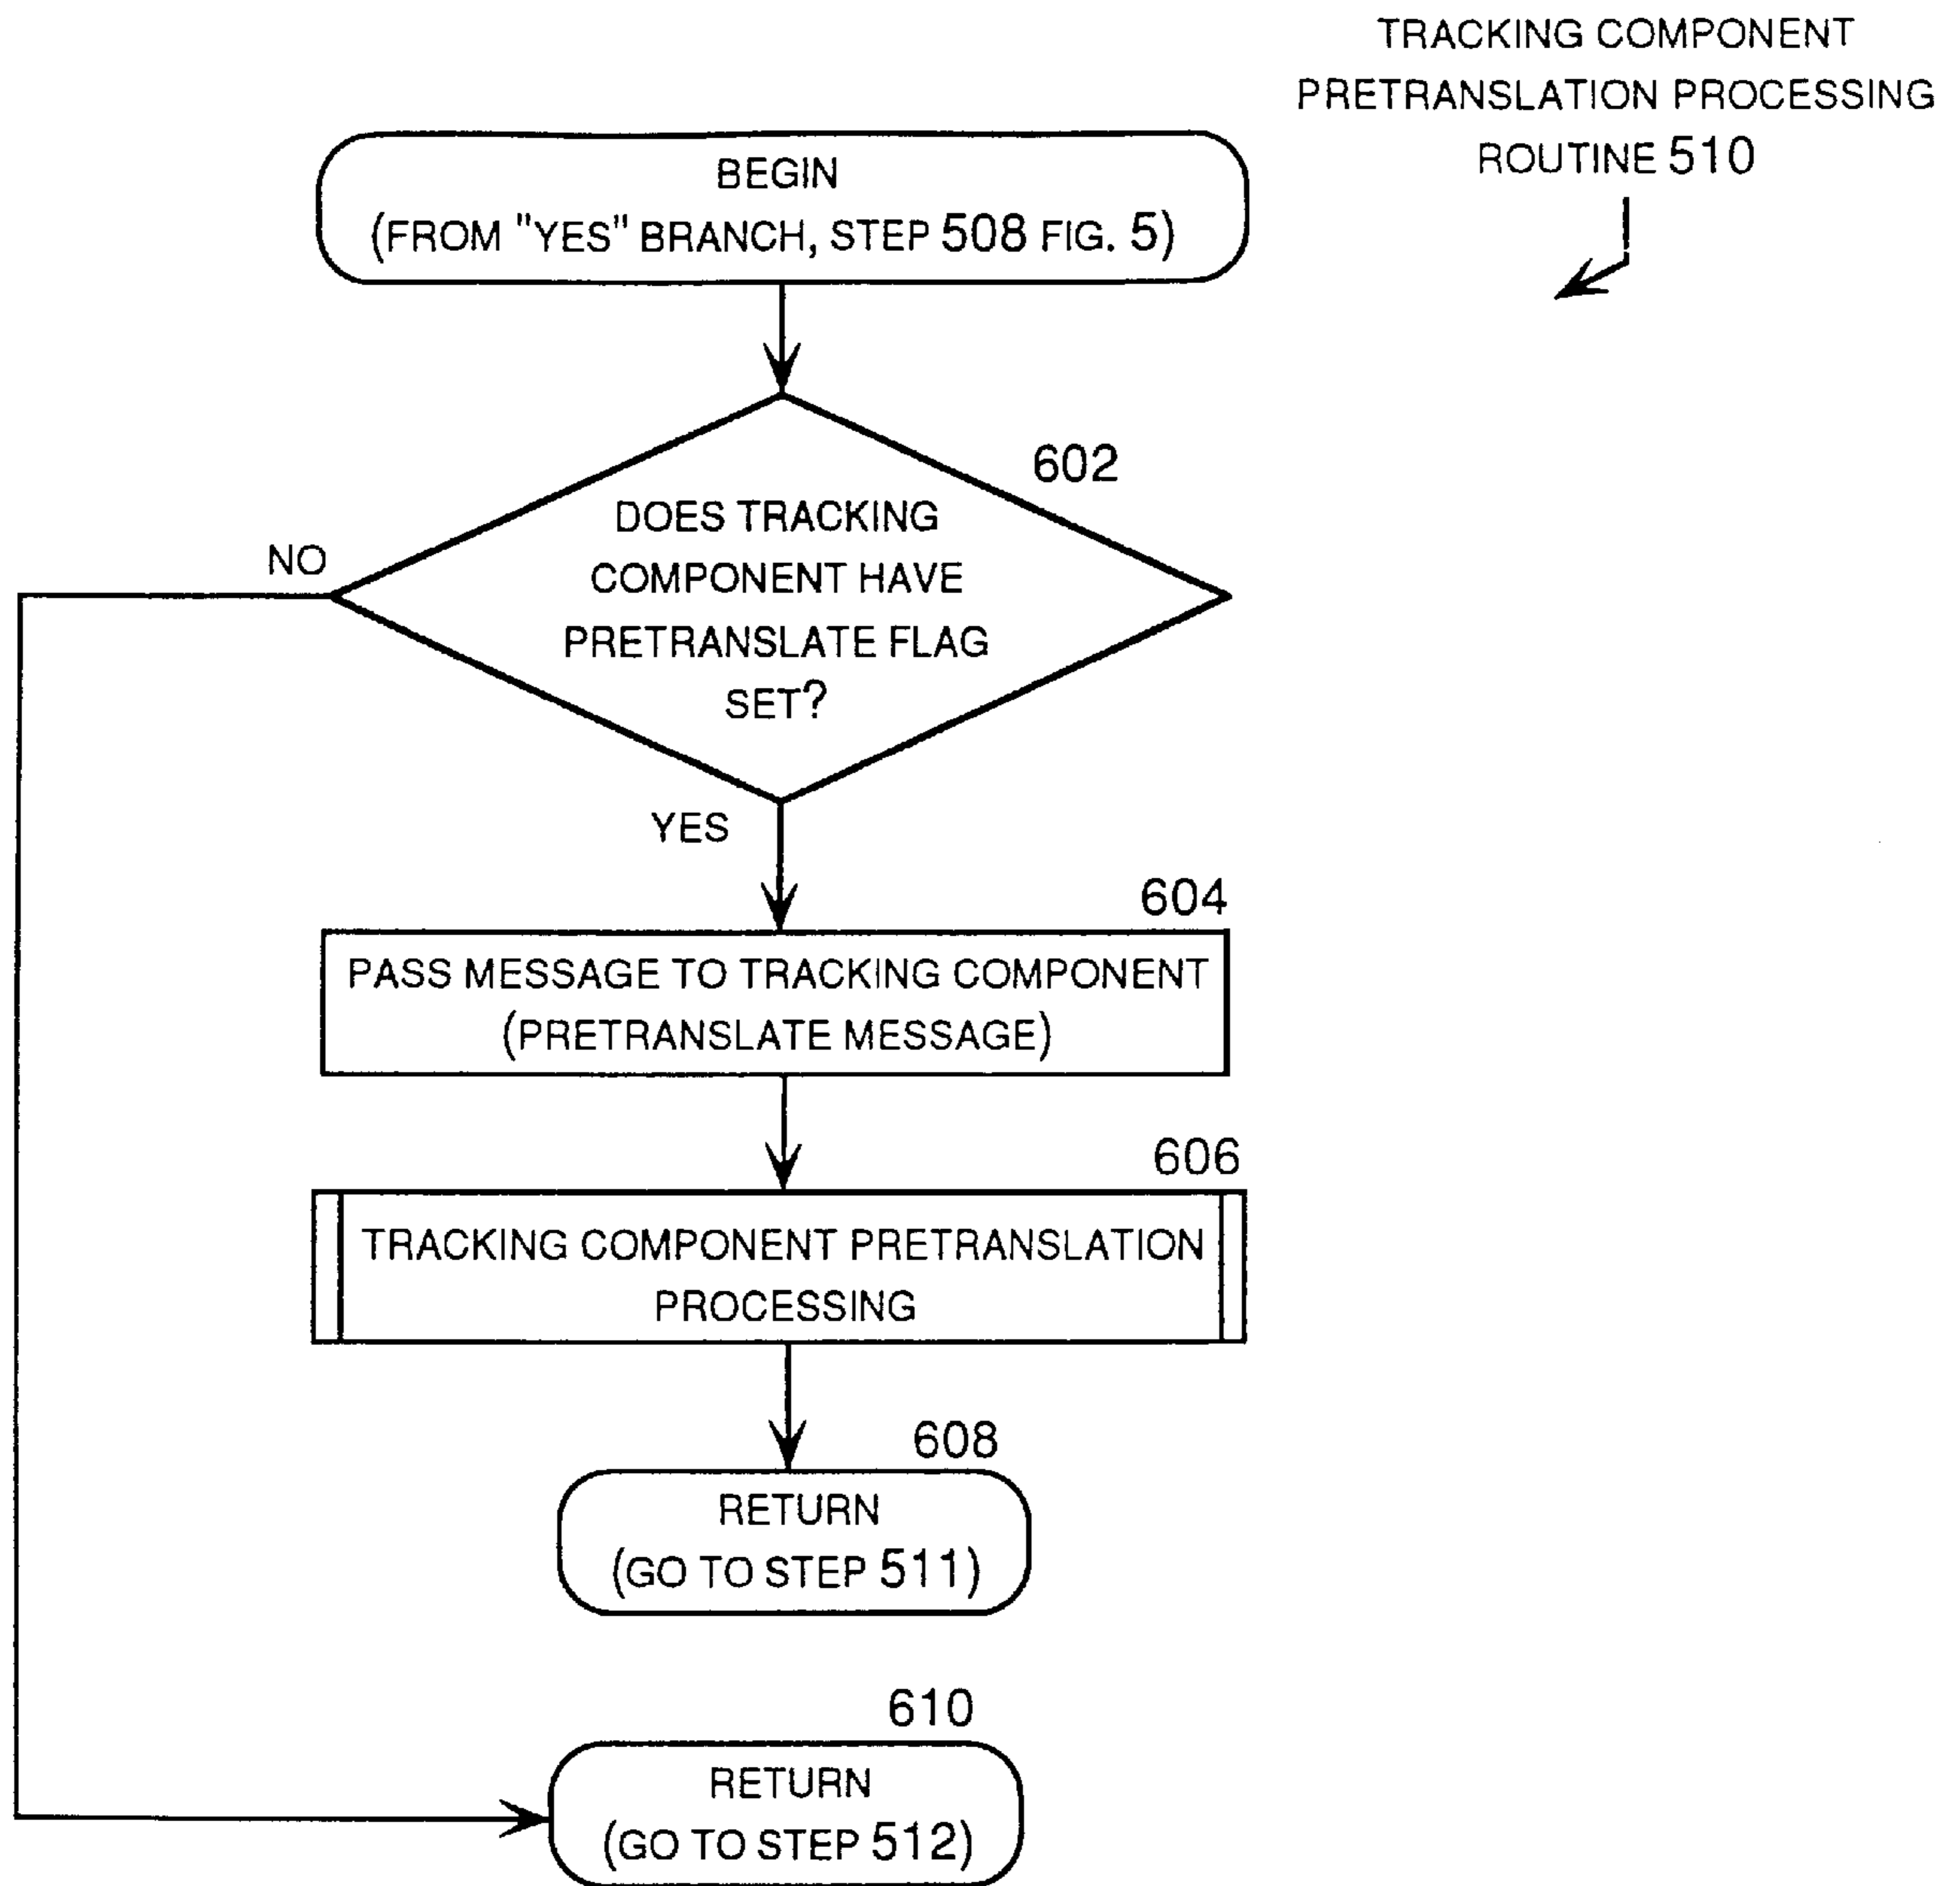 TRACKING COMPONENT
PRETRANSLATION PROCESSING
ROUTINE 510
BEGIN
(FROM "YES" BRANCH, STEP 508 FIG. 5)
602
DOES TRACKING
COMPONENT HAVE
PRETRANSLATE FLAG
SET?
NO
YES
604
PASS MESSAGE TO TRACKING COMPONENT
(PRETRANSLATE MESSAGE)
606
TRACKING COMPONENT PRETRANSLATION
PROCESSING
608
RETURN
(GO TO STEP 511)
610
RETURN
(GO TO STEP 512)